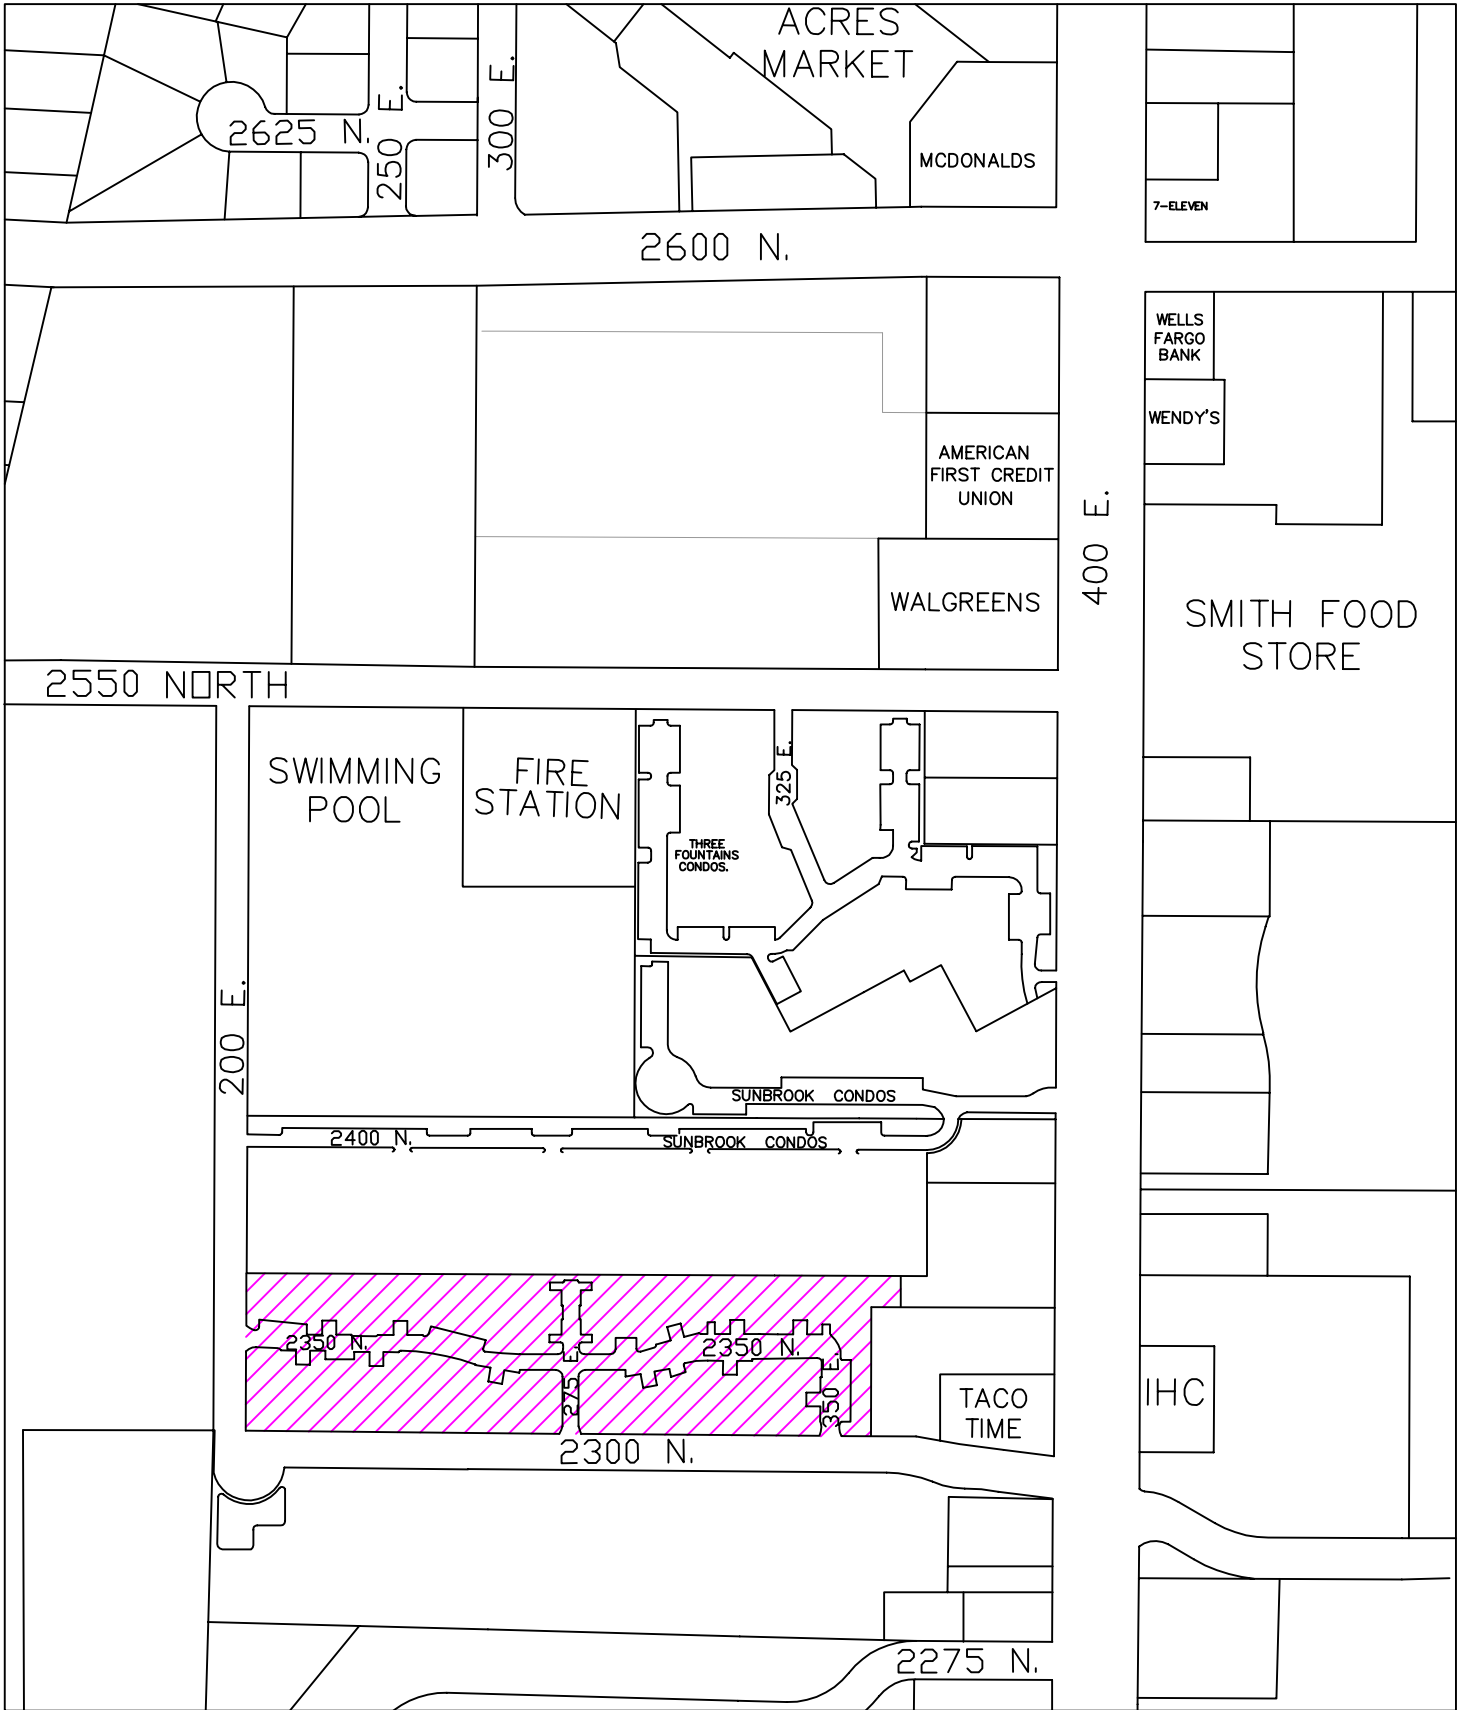 ACRES
MARKET
2625 N.
250 E.
300 E.
MCDONALDS
7-ELEVEN
2600 N.
WELLS
FARGO
BANK
WENDY'S
AMERICAN
FIRST CREDIT
UNION
400 E.
WALGREENS
SMITH FOOD
STORE
2550 NORTH
SWIMMING
POOL
FIRE
STATION
325 E.
THREE
FOUNTAINS
CONDOS.
200 E.
SUNBROOK CONDOS
2400 N.
SUNBROOK CONDOS
2350 N.
2350 N.
275 E.
350 E.
TACO
TIME
IHC
2300 N.
2275 N.